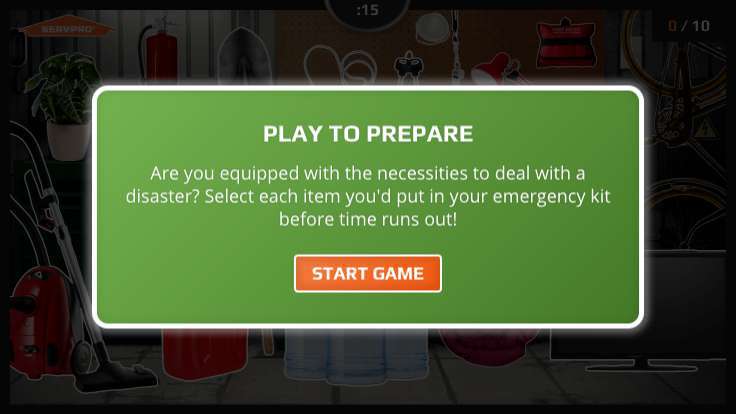 SERVPRO
:15
0 / 10
PLAY TO PREPARE
Are you equipped with the necessities to deal with a
disaster? Select each item you'd put in your emergency kit
before time runs out!
START GAME